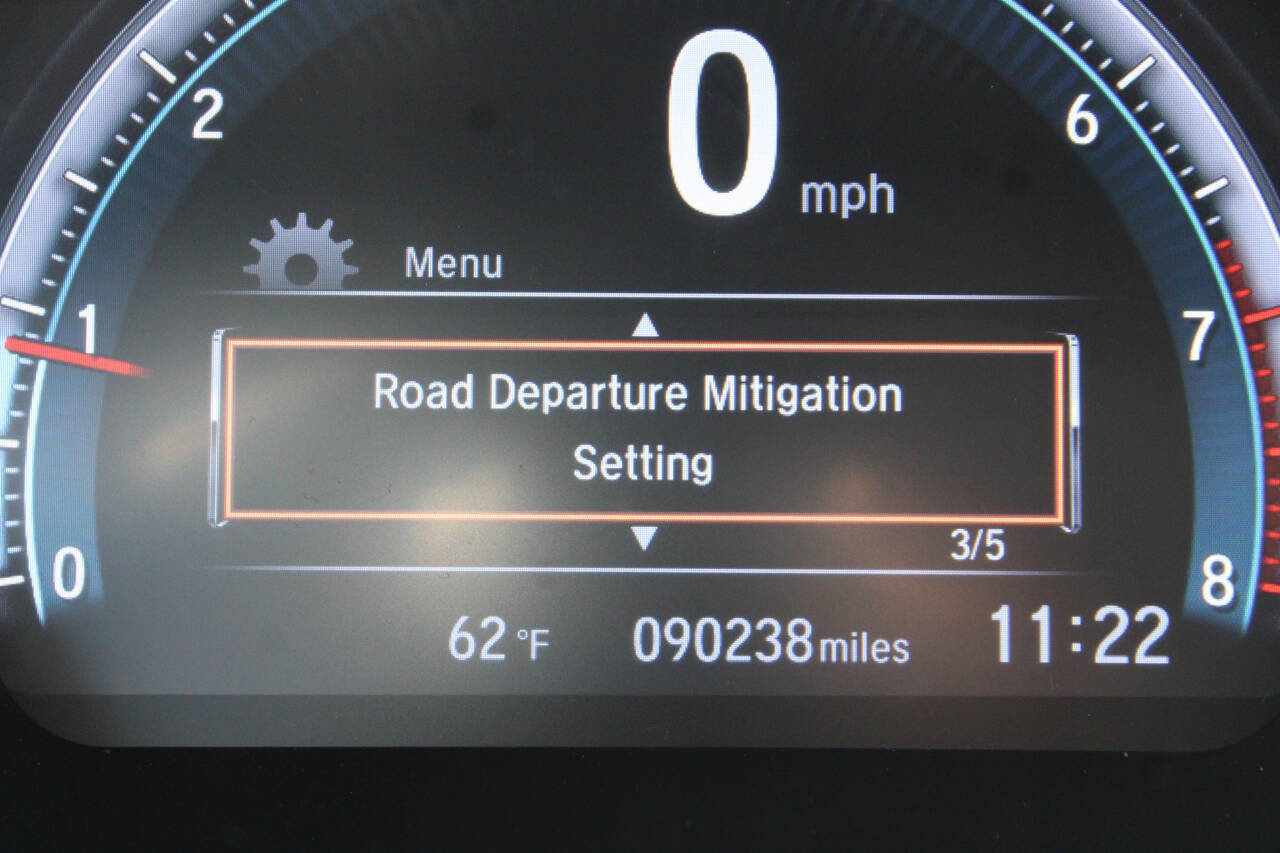 0 mph
2
6
Menu
1
7
Road Departure Mitigation
Setting
3/5
0
8
62 °F 090238 miles 11:22